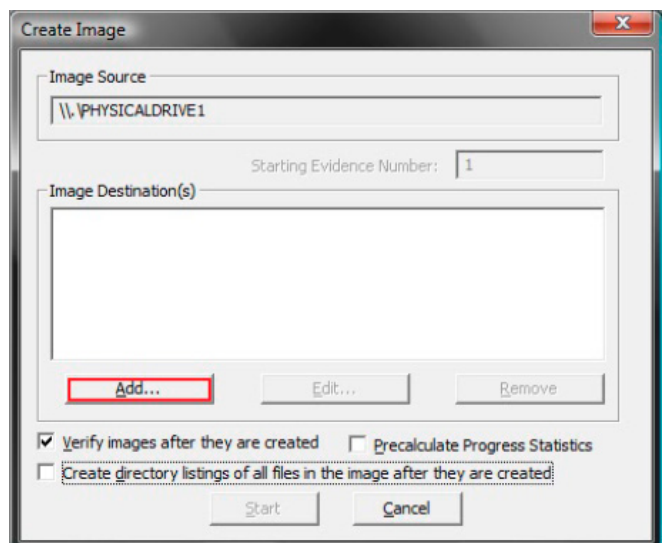 Create Image
Image Source
\\.\PHYSICALDRIVE1
Starting Evidence Number: 1
Image Destination(s)
Add... Edit... Remove
Verify images after they are created Precalculate Progress Statistics
Create directory listings of all files in the image after they are created
Start Cancel